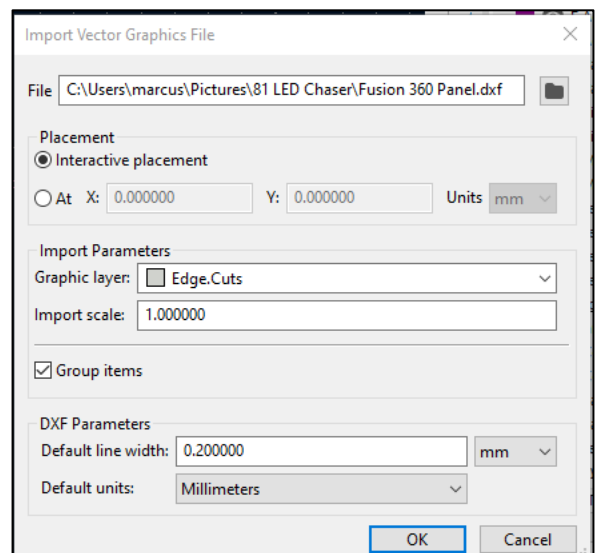 Import Vector Graphics File
File C:\Users\marcus\Pictures\81 LED Chaser\Fusion 360 Panel.dxf
Placement
Interactive placement
At X: 0.000000 Y: 0.000000 Units mm
Import Parameters
Graphic layer: Edge.Cuts
Import scale: 1.000000
Group items
DXF Parameters
Default line width: 0.200000 mm
Default units: Millimeters
OK Cancel